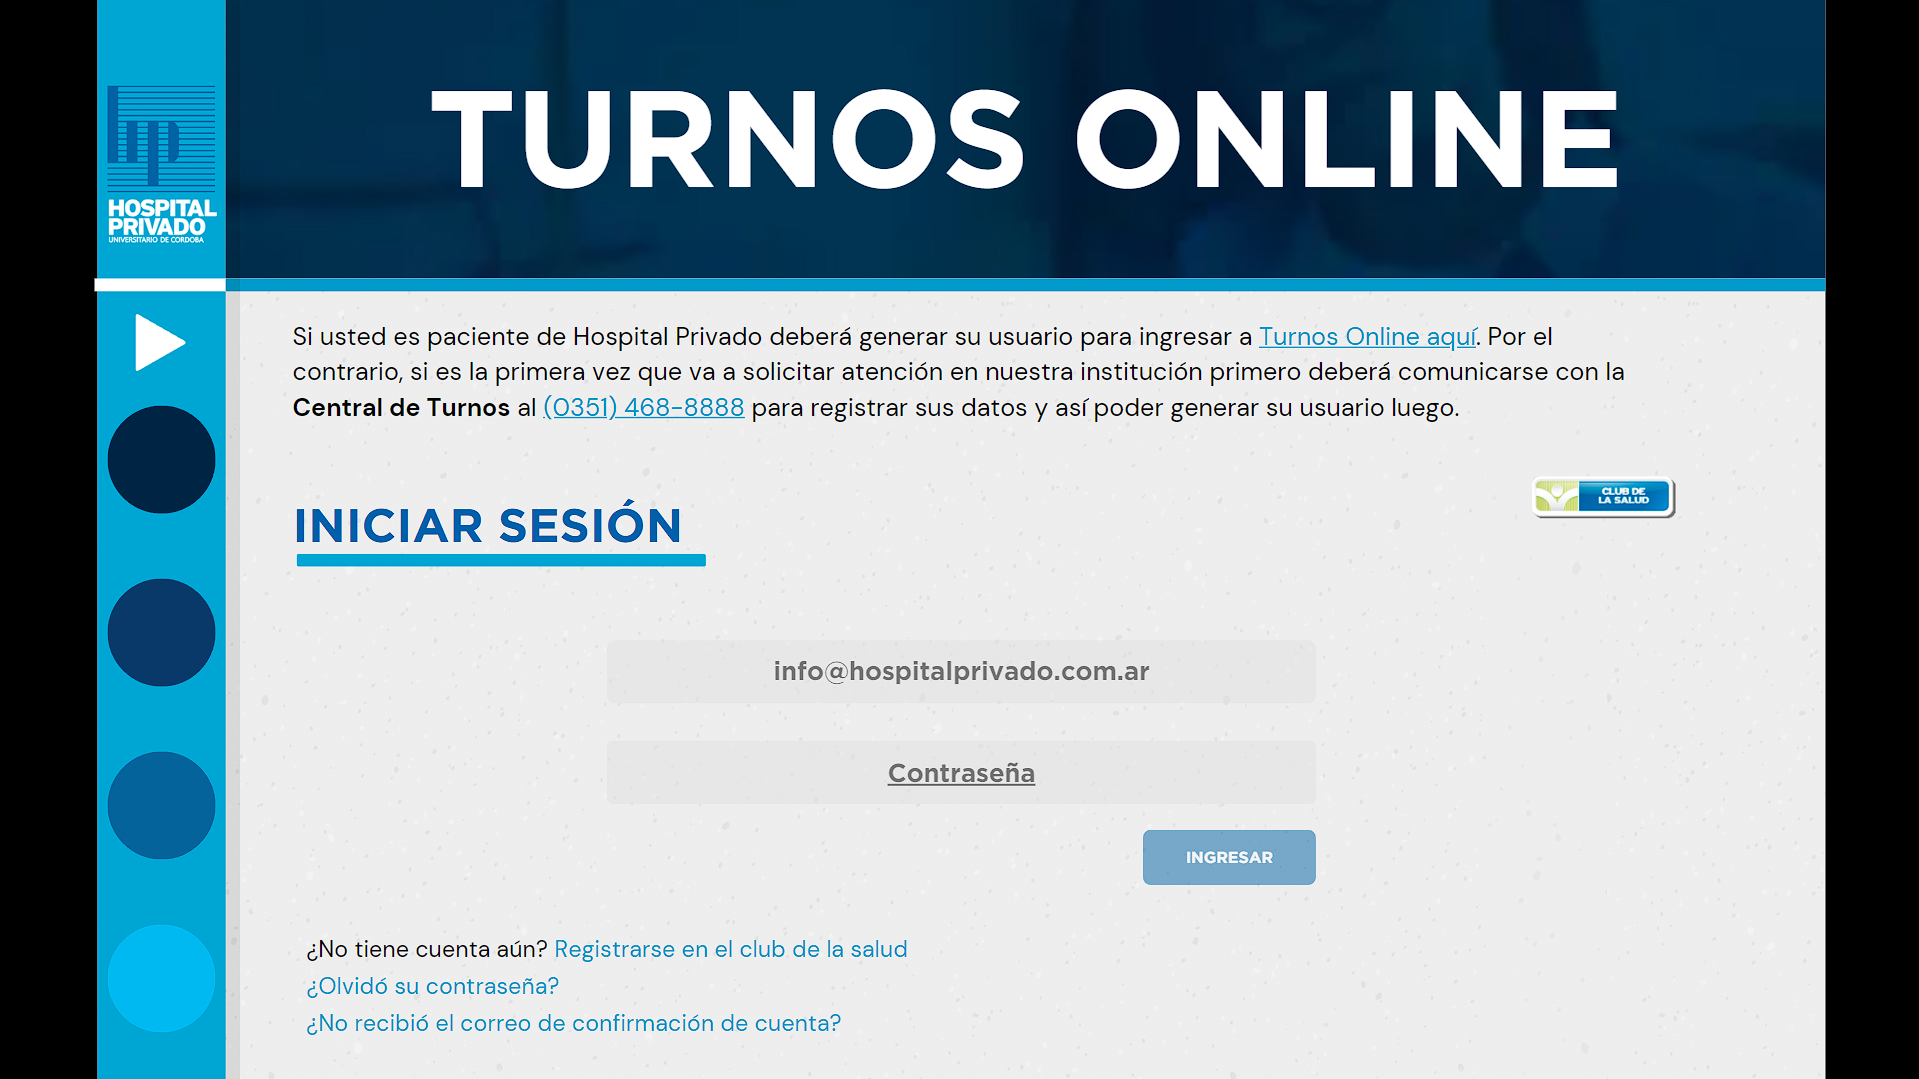 hp
HOSPITAL
PRIVADO
UNIVERSITARIO DE CORDOBA
TURNOS ONLINE
Si usted es paciente de Hospital Privado deberá generar su usuario para ingresar a Turnos Online aquí. Por el
contrario, si es la primera vez que va a solicitar atención en nuestra institución primero deberá comunicarse con la
Central de Turnos al (0351) 468-8888 para registrar sus datos y así poder generar su usuario luego.
CLUB DE
LA SALUD
INICIAR SESIÓN
info@hospitalprivado.com.ar
Contraseña
INGRESAR
¿No tiene cuenta aún? Registrarse en el club de la salud
¿Olvidó su contraseña?
¿No recibió el correo de confirmación de cuenta?